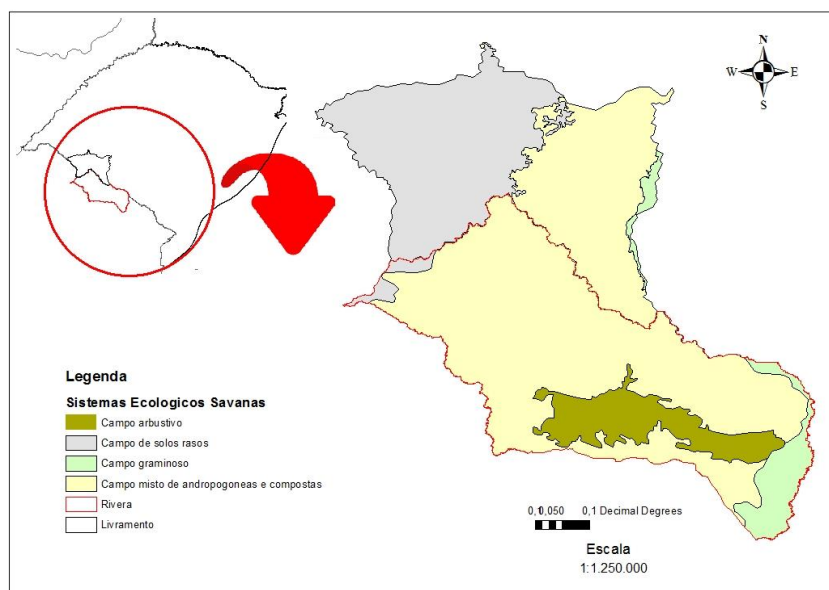 N
W E
S
Legenda
Sistemas Ecologicos Savanas
Campo arbustivo
Campo de solos rasos
Campo graminoso
Campo misto de andropogoneas e compostas
Rivera
Livramento
0,10,050 0,1 Decimal Degrees
Escala
1:1.250.000